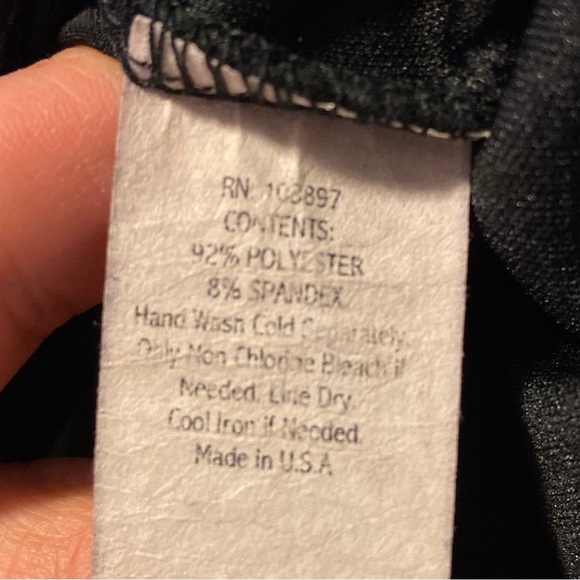 RN: 103897
CONTENTS:
92% POLYESTER
8% SPANDEX
Hand Wash Cold Separately.
Only Non Chlorine Bleach if
Needed. Line Dry.
Cool Iron if Needed.
Made in U.S.A